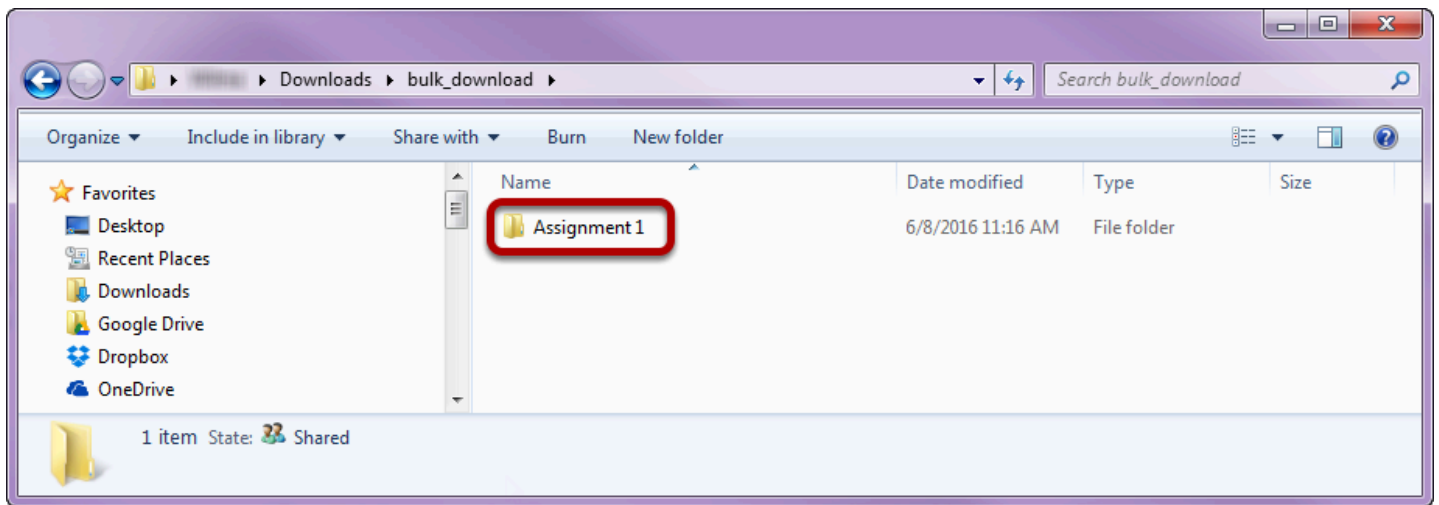 Downloads bulk_download Search bulk_download
Organize Include in library Share with Burn New folder
Favorites
Desktop
Recent Places
Downloads
Google Drive
Dropbox
OneDrive
Name Date modified Type Size
Assignment 1 6/8/2016 11:16 AM File folder
1 item State: Shared